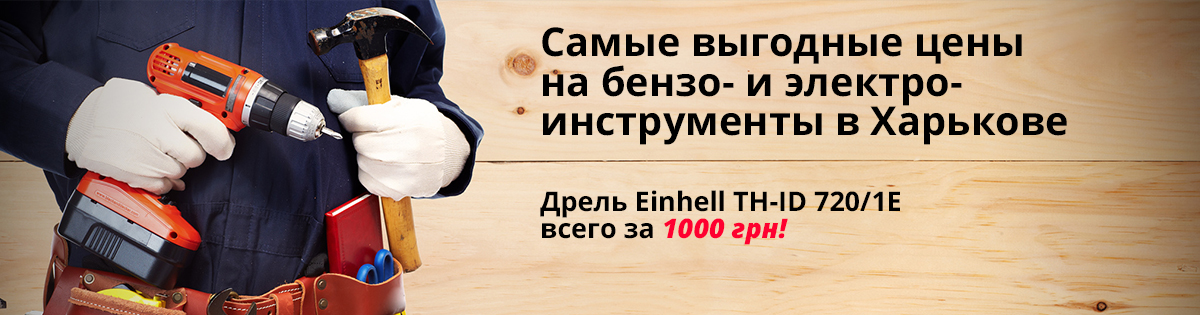 Самые выгодные цены
на бензо- и электро-
инструменты в Харькове
Дрель Einhell TH-ID 720/1E
всего за 1000 грн!